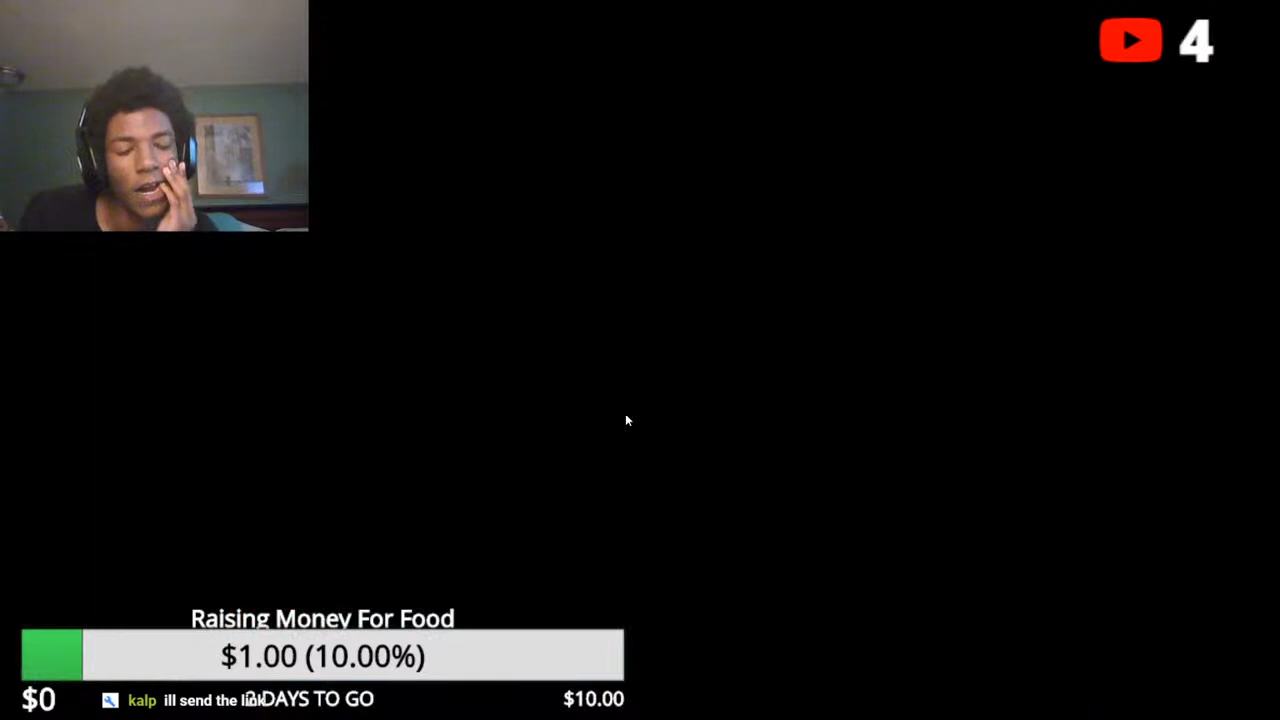 4
Raising Money For Food
$1.00 (10.00%)
$0
kalp ill send the link
DAYS TO GO
$10.00